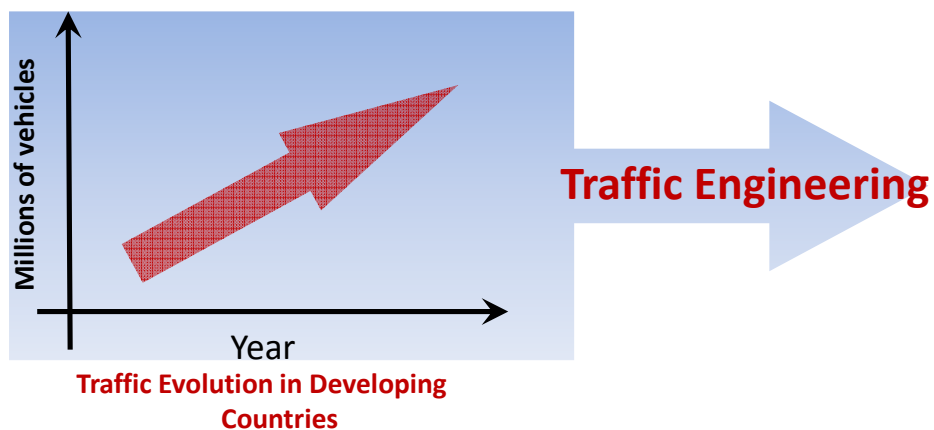 Millions of vehicles
Traffic Engineering
Year
Traffic Evolution in Developing
Countries